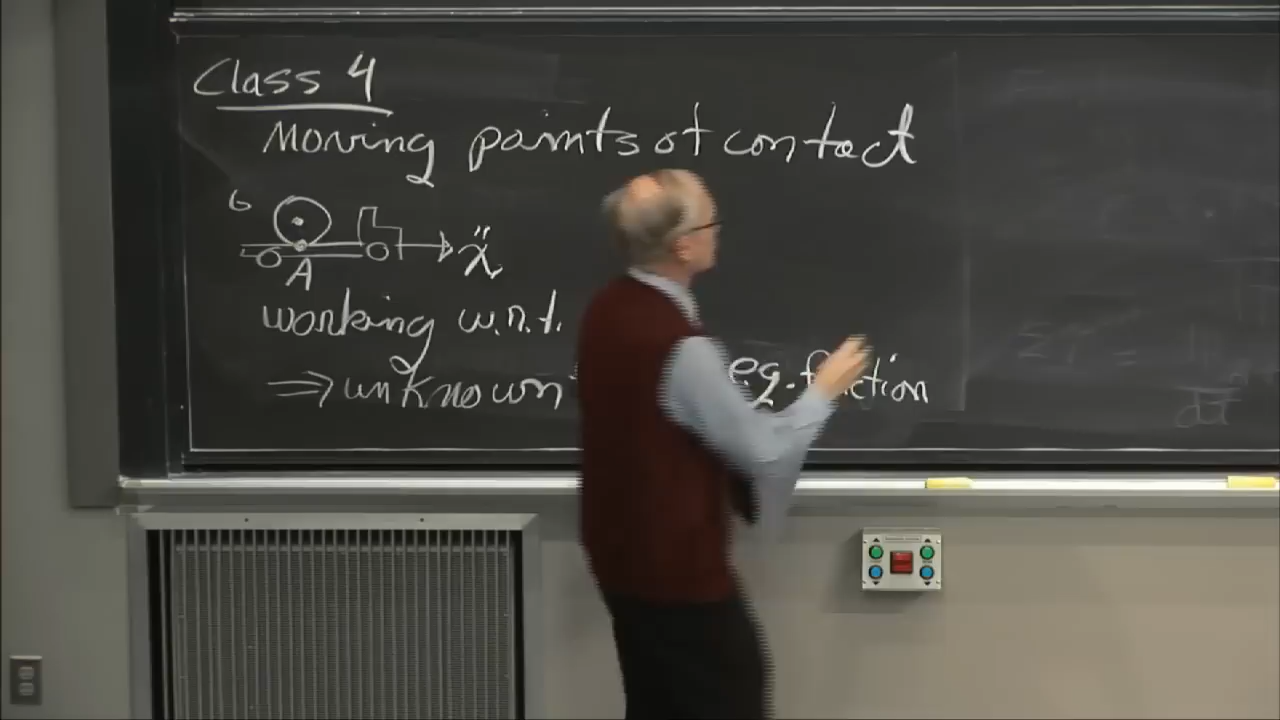 Class 4
Moving points of contact
G
A ẍ
working w.r.t.
⇒ unknown e.g. friction